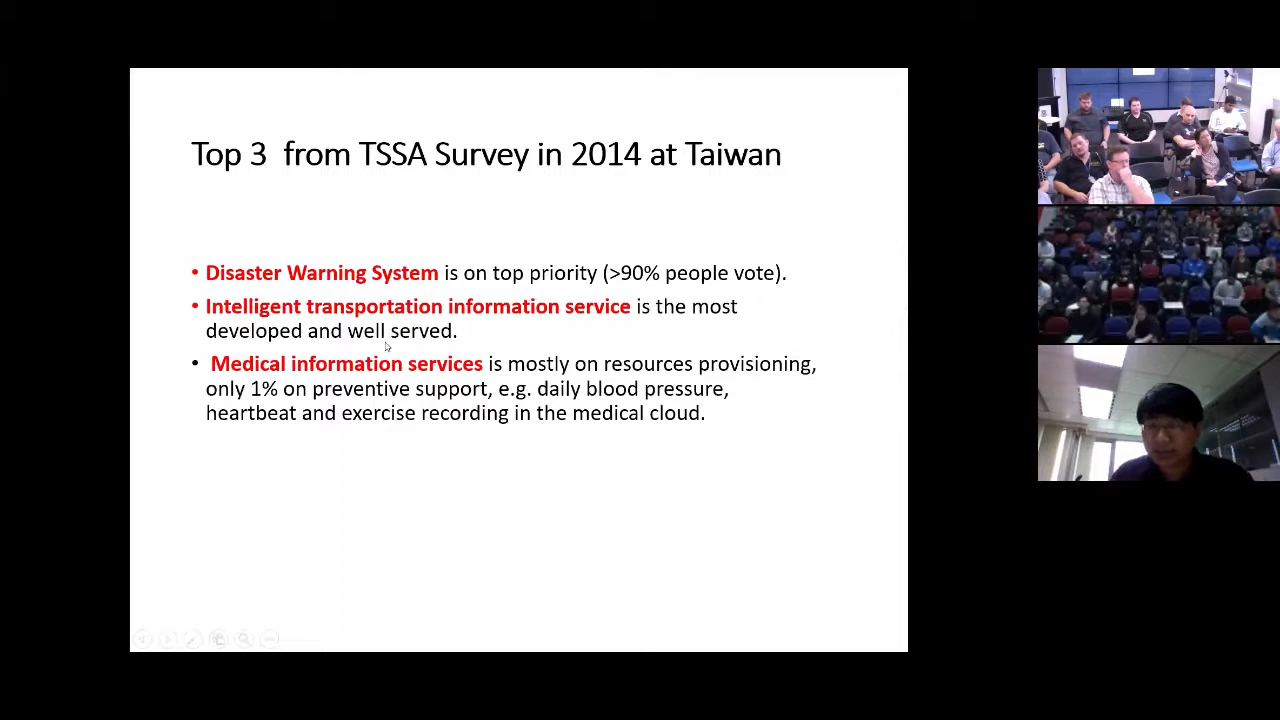 Top 3 from TSSA Survey in 2014 at Taiwan
• Disaster Warning System is on top priority (>90% people vote).
• Intelligent transportation information service is the most
developed and well served.
• Medical information services is mostly on resources provisioning,
only 1% on preventive support, e.g. daily blood pressure,
heartbeat and exercise recording in the medical cloud.